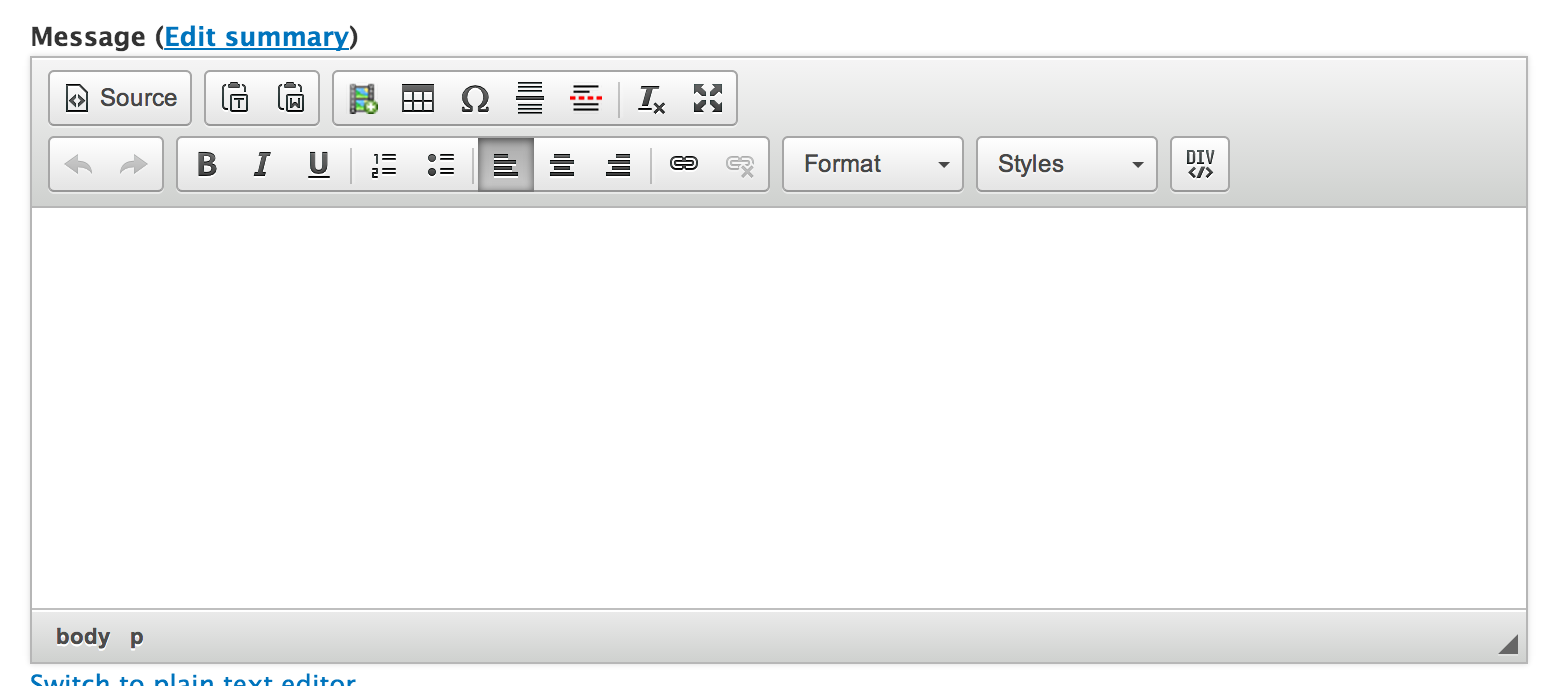 Message (Edit summary)
Source
B I U
Format
Styles
DIV
body p
Switch to plain text editor